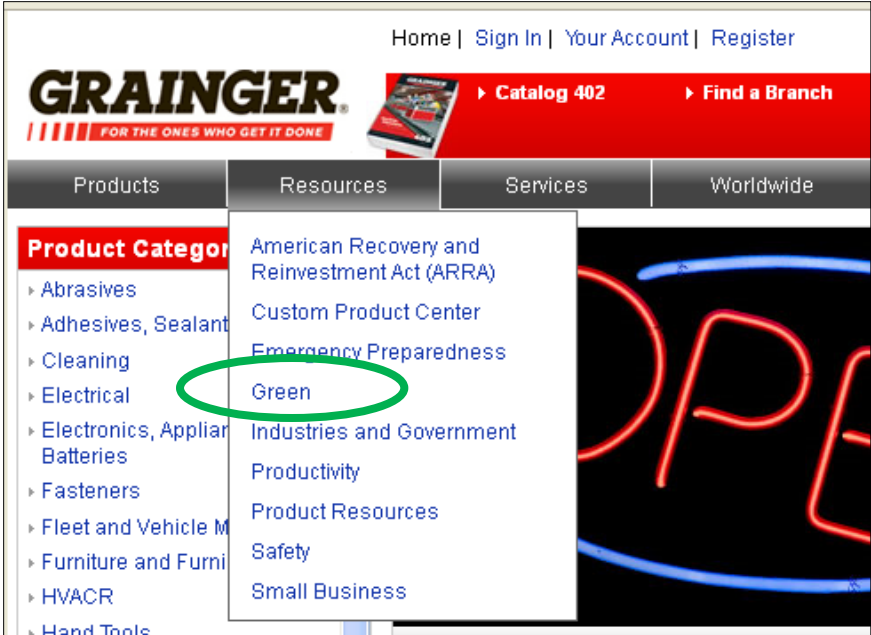 Home | Sign In | Your Account | Register
GRAINGER®
FOR THE ONES WHO GET IT DONE
Catalog 402
Find a Branch
Products
Resources
Services
Worldwide
American Recovery and
Reinvestment Act (ARRA)
Custom Product Center
Emergency Preparedness
Green
Industries and Government
Productivity
Product Resources
Safety
Small Business
Product Categor
Abrasives
Adhesives, Sealant
Cleaning
Electrical
Electronics, Applian
Batteries
Fasteners
Fleet and Vehicle M
Furniture and Furni
HVACR
Hand Tools
OPE